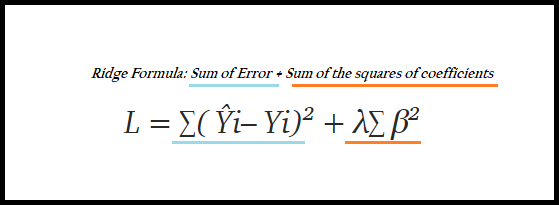 Ridge Formula: Sum of Error + Sum of the squares of coefficients
L = ∑( Ŷi– Yi)² + λ∑ β²